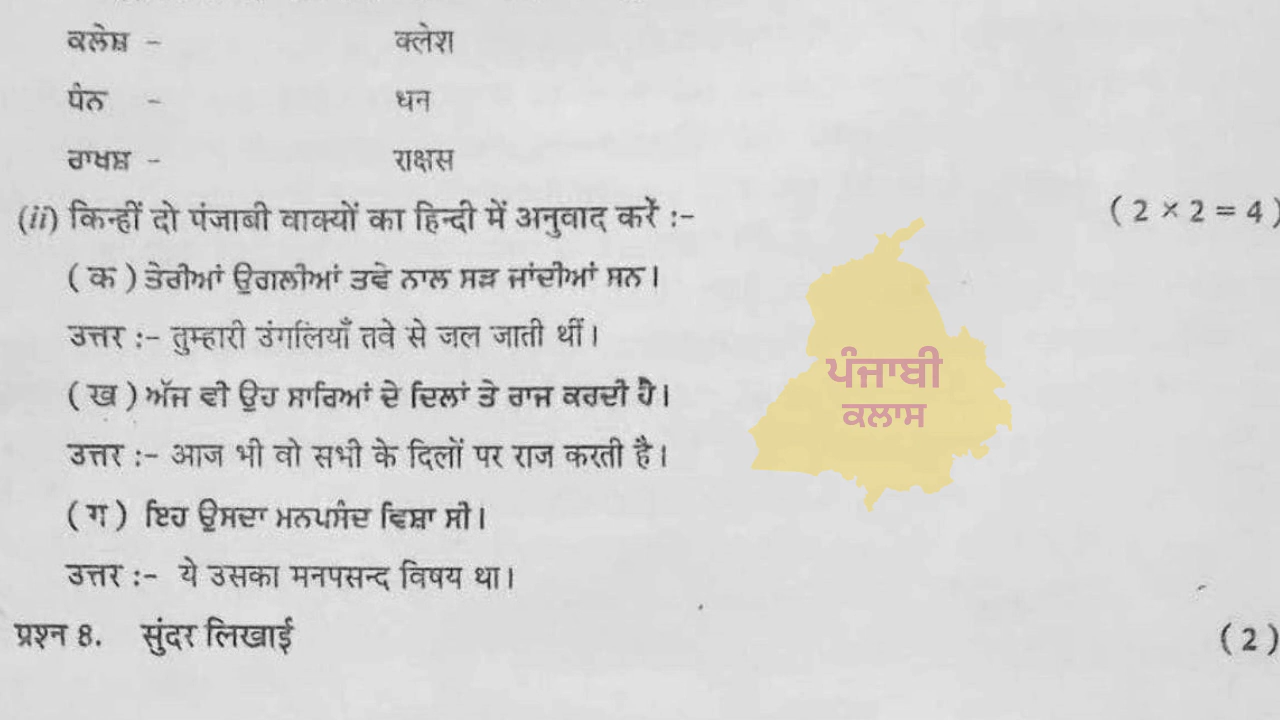 ਕਲੇਸ਼ - क्लेश
ਧੰਨ - धन
ਰਾਖਸ਼ - राक्षस
(ii) किन्हीं दो पंजाबी वाक्यों का हिन्दी में अनुवाद करें :- ( 2 × 2 = 4 )
( क ) ਤੇਰੀਆਂ ਉਗਲੀਆਂ ਤਵੇ ਨਾਲ ਸੜ ਜਾਂਦੀਆਂ ਸਨ।
उत्तर :- तुम्हारी उंगलियाँ तवे से जल जाती थीं।
( ख ) ਅੱਜ ਵੀ ਉਹ ਸਾਰਿਆਂ ਦੇ ਦਿਲਾਂ ਤੇ ਰਾਜ ਕਰਦੀ ਹੈ।
उत्तर :- आज भी वो सभी के दिलों पर राज करती है।
( ग ) ਇਹ ਉਸਦਾ ਮਨਪਸੰਦ ਵਿਸ਼ਾ ਸੀ।
उत्तर :- ये उसका मनपसन्द विषय था।
प्रश्न 8. सुंदर लिखाई ( 2 )
ਪੰਜਾਬੀ
ਕਲਾਸ